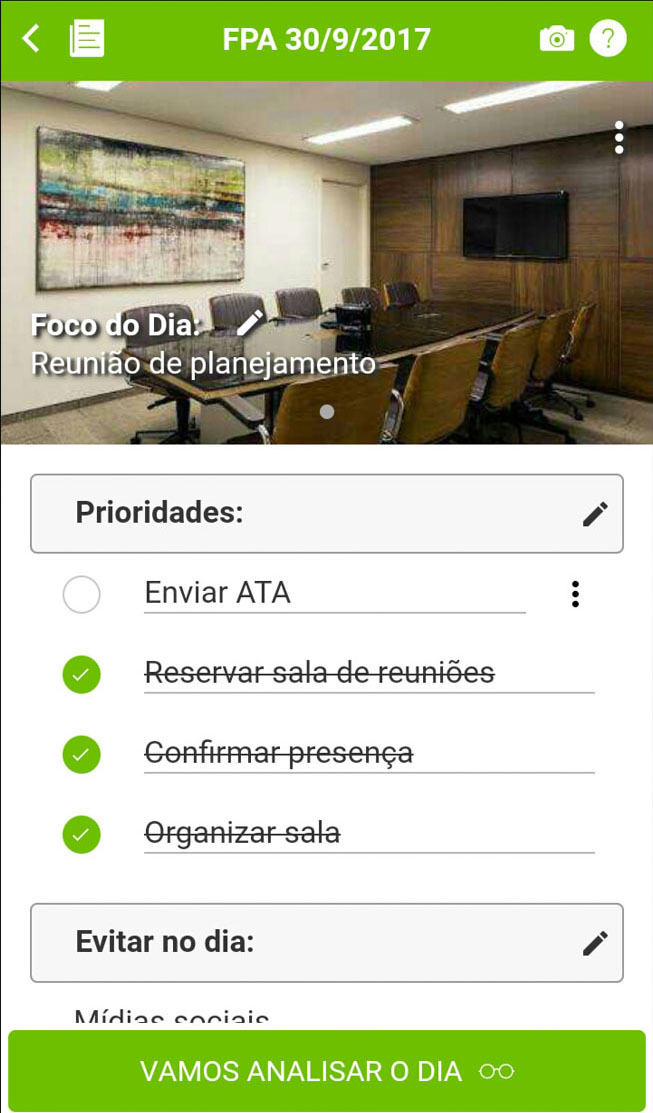 FPA 30/9/2017
?
Foco do Dia:
Reunião de planejamento
Prioridades:
Enviar ATA
Reservar sala de reuniões
Confirmar presença
Organizar sala
Evitar no dia:
Mídias sociais
VAMOS ANALISAR O DIA